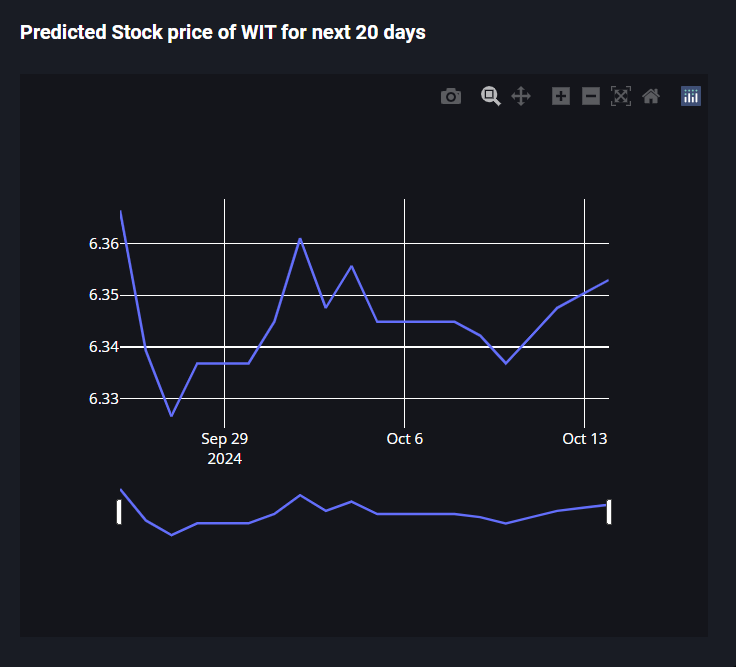 Predicted Stock price of WIT for next 20 days
6.36
6.35
6.34
6.33
Sep 29
2024
Oct 6
Oct 13